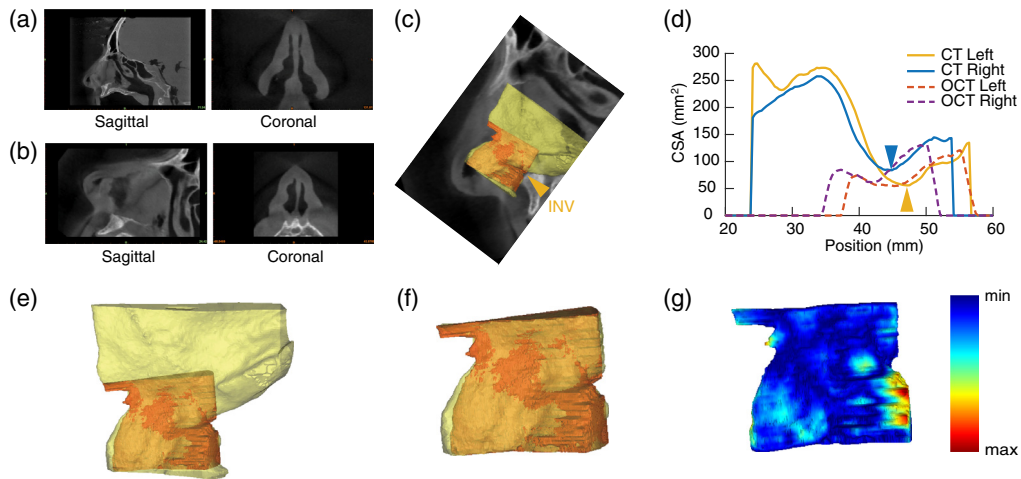 (a)
Sagittal
Coronal
(b)
Sagittal
Coronal
(c)
INV
(d)
CT Left
CT Right
OCT Left
OCT Right
CSA (mm²)
300
250
200
150
100
50
0
20 30 40 50 60
Position (mm)
(e)
(f)
(g)
min
max